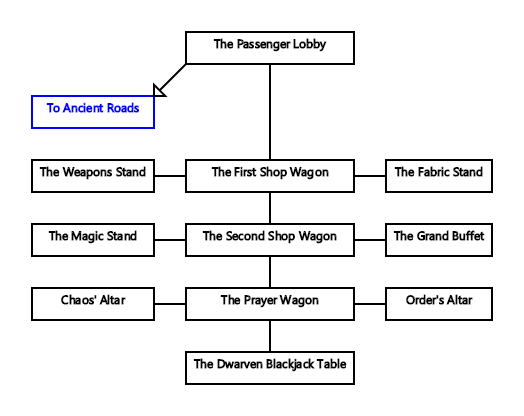 The Passenger Lobby
To Ancient Roads
The Weapons Stand
The First Shop Wagon
The Fabric Stand
The Magic Stand
The Second Shop Wagon
The Grand Buffet
Chaos' Altar
The Prayer Wagon
Order's Altar
The Dwarven Blackjack Table